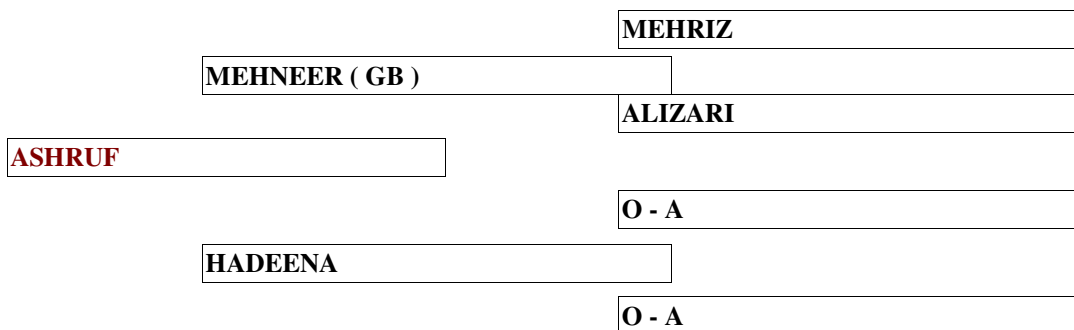 MEHRIZ
MEHNEER ( GB )
ALIZARI
ASHRUF
O - A
HADEENA
O - A